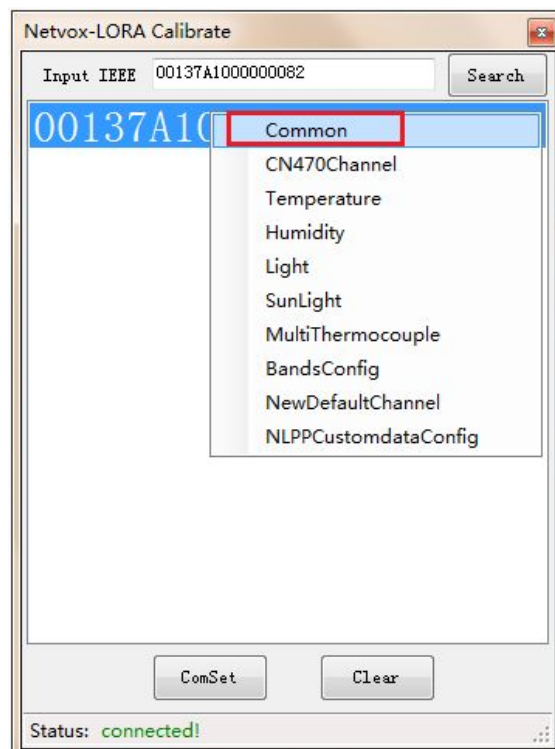 Netvox-LORA Calibrate
Input IEEE 00137A1000000082 Search
00137A10
Common
CN470Channel
Temperature
Humidity
Light
SunLight
MultiThermocouple
BandsConfig
NewDefaultChannel
NLPPCustomdataConfig
ComSet Clear
Status: connected!